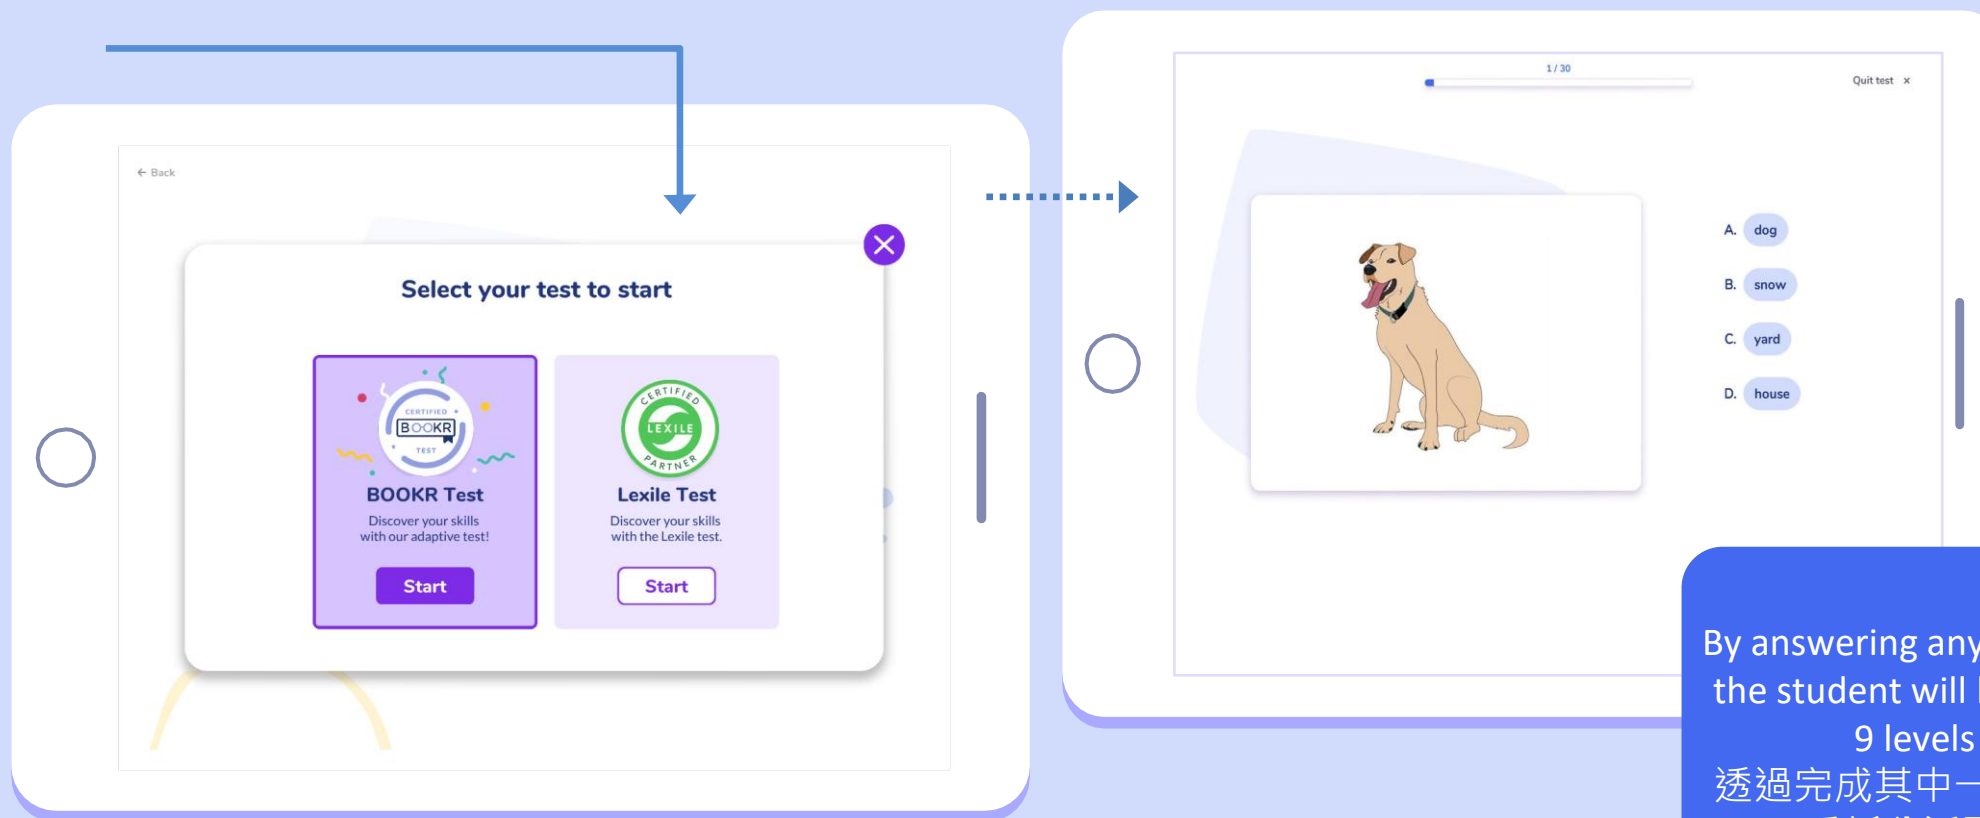 ← Back
Select your test to start
CERTIFIED
BOOKR
TEST
BOOKR Test
Discover your skills
with our adaptive test!
Start
CERTIFIED
LEXILE
PARTNER
Lexile Test
Discover your skills
with the Lexile test.
Start
1 / 30
Quit test ×
A. dog
B. snow
C. yard
D. house
By answering any
the student will
9 levels
透過完成其中一